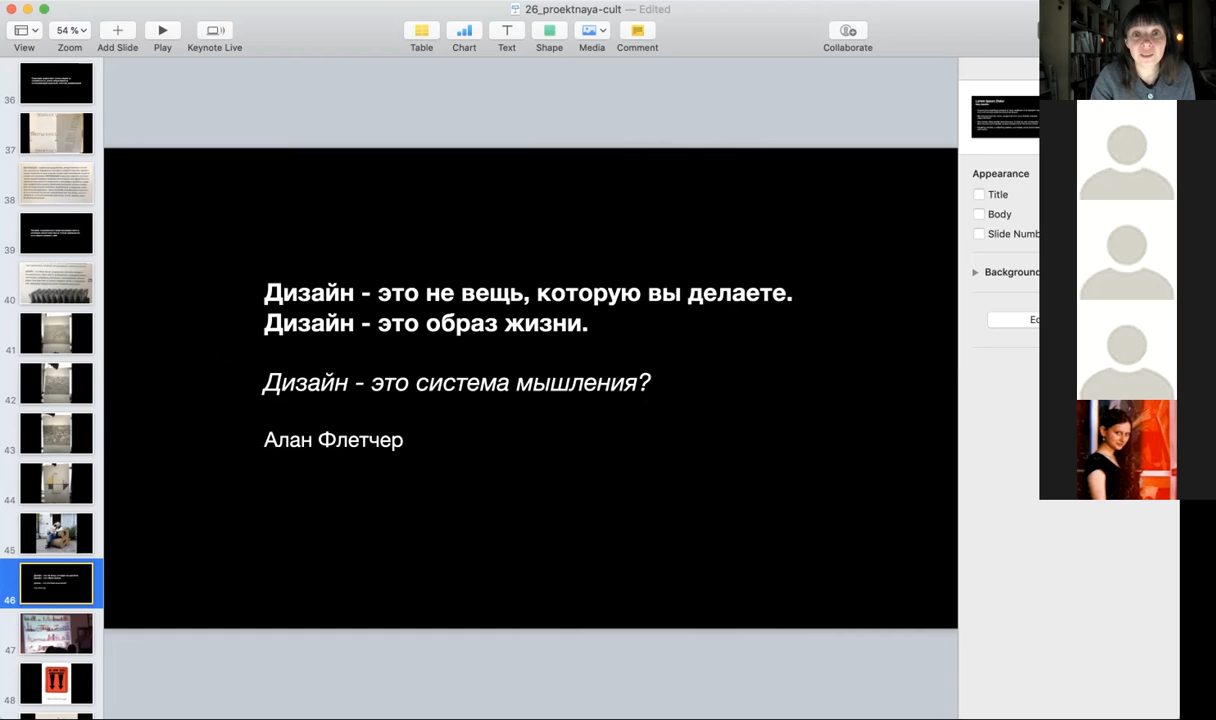 26_proektnaya-cult — Edited
54 %
View
Zoom
Add Slide
Play
Keynote Live
Table
Chart
Text
Shape
Media
Comment
Collaborate
36
37
38
39
40
41
42
43
44
45
46
47
48
Дизайн - это не вещь, которую вы делаете.
Дизайн - это образ жизни.
Дизайн - это система мышления?
Алан Флетчер
Appearance
Title
Body
Slide Numb
Background